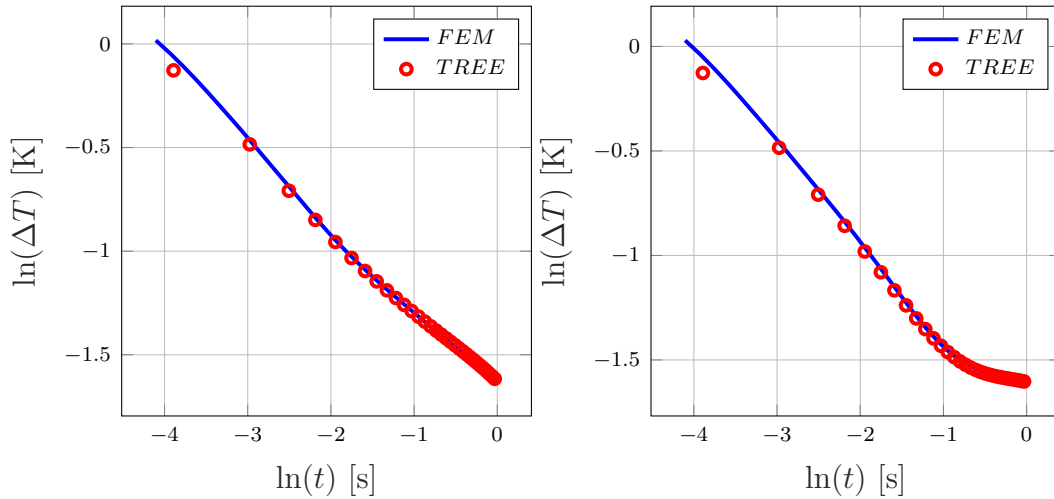 FEM
TREE
0
−0.5
−1
−1.5
−4 −3 −2 −1 0
ln(t) [s]
ln(ΔT) [K]
FEM
TREE
0
−0.5
−1
−1.5
−4 −3 −2 −1 0
ln(t) [s]
ln(ΔT) [K]